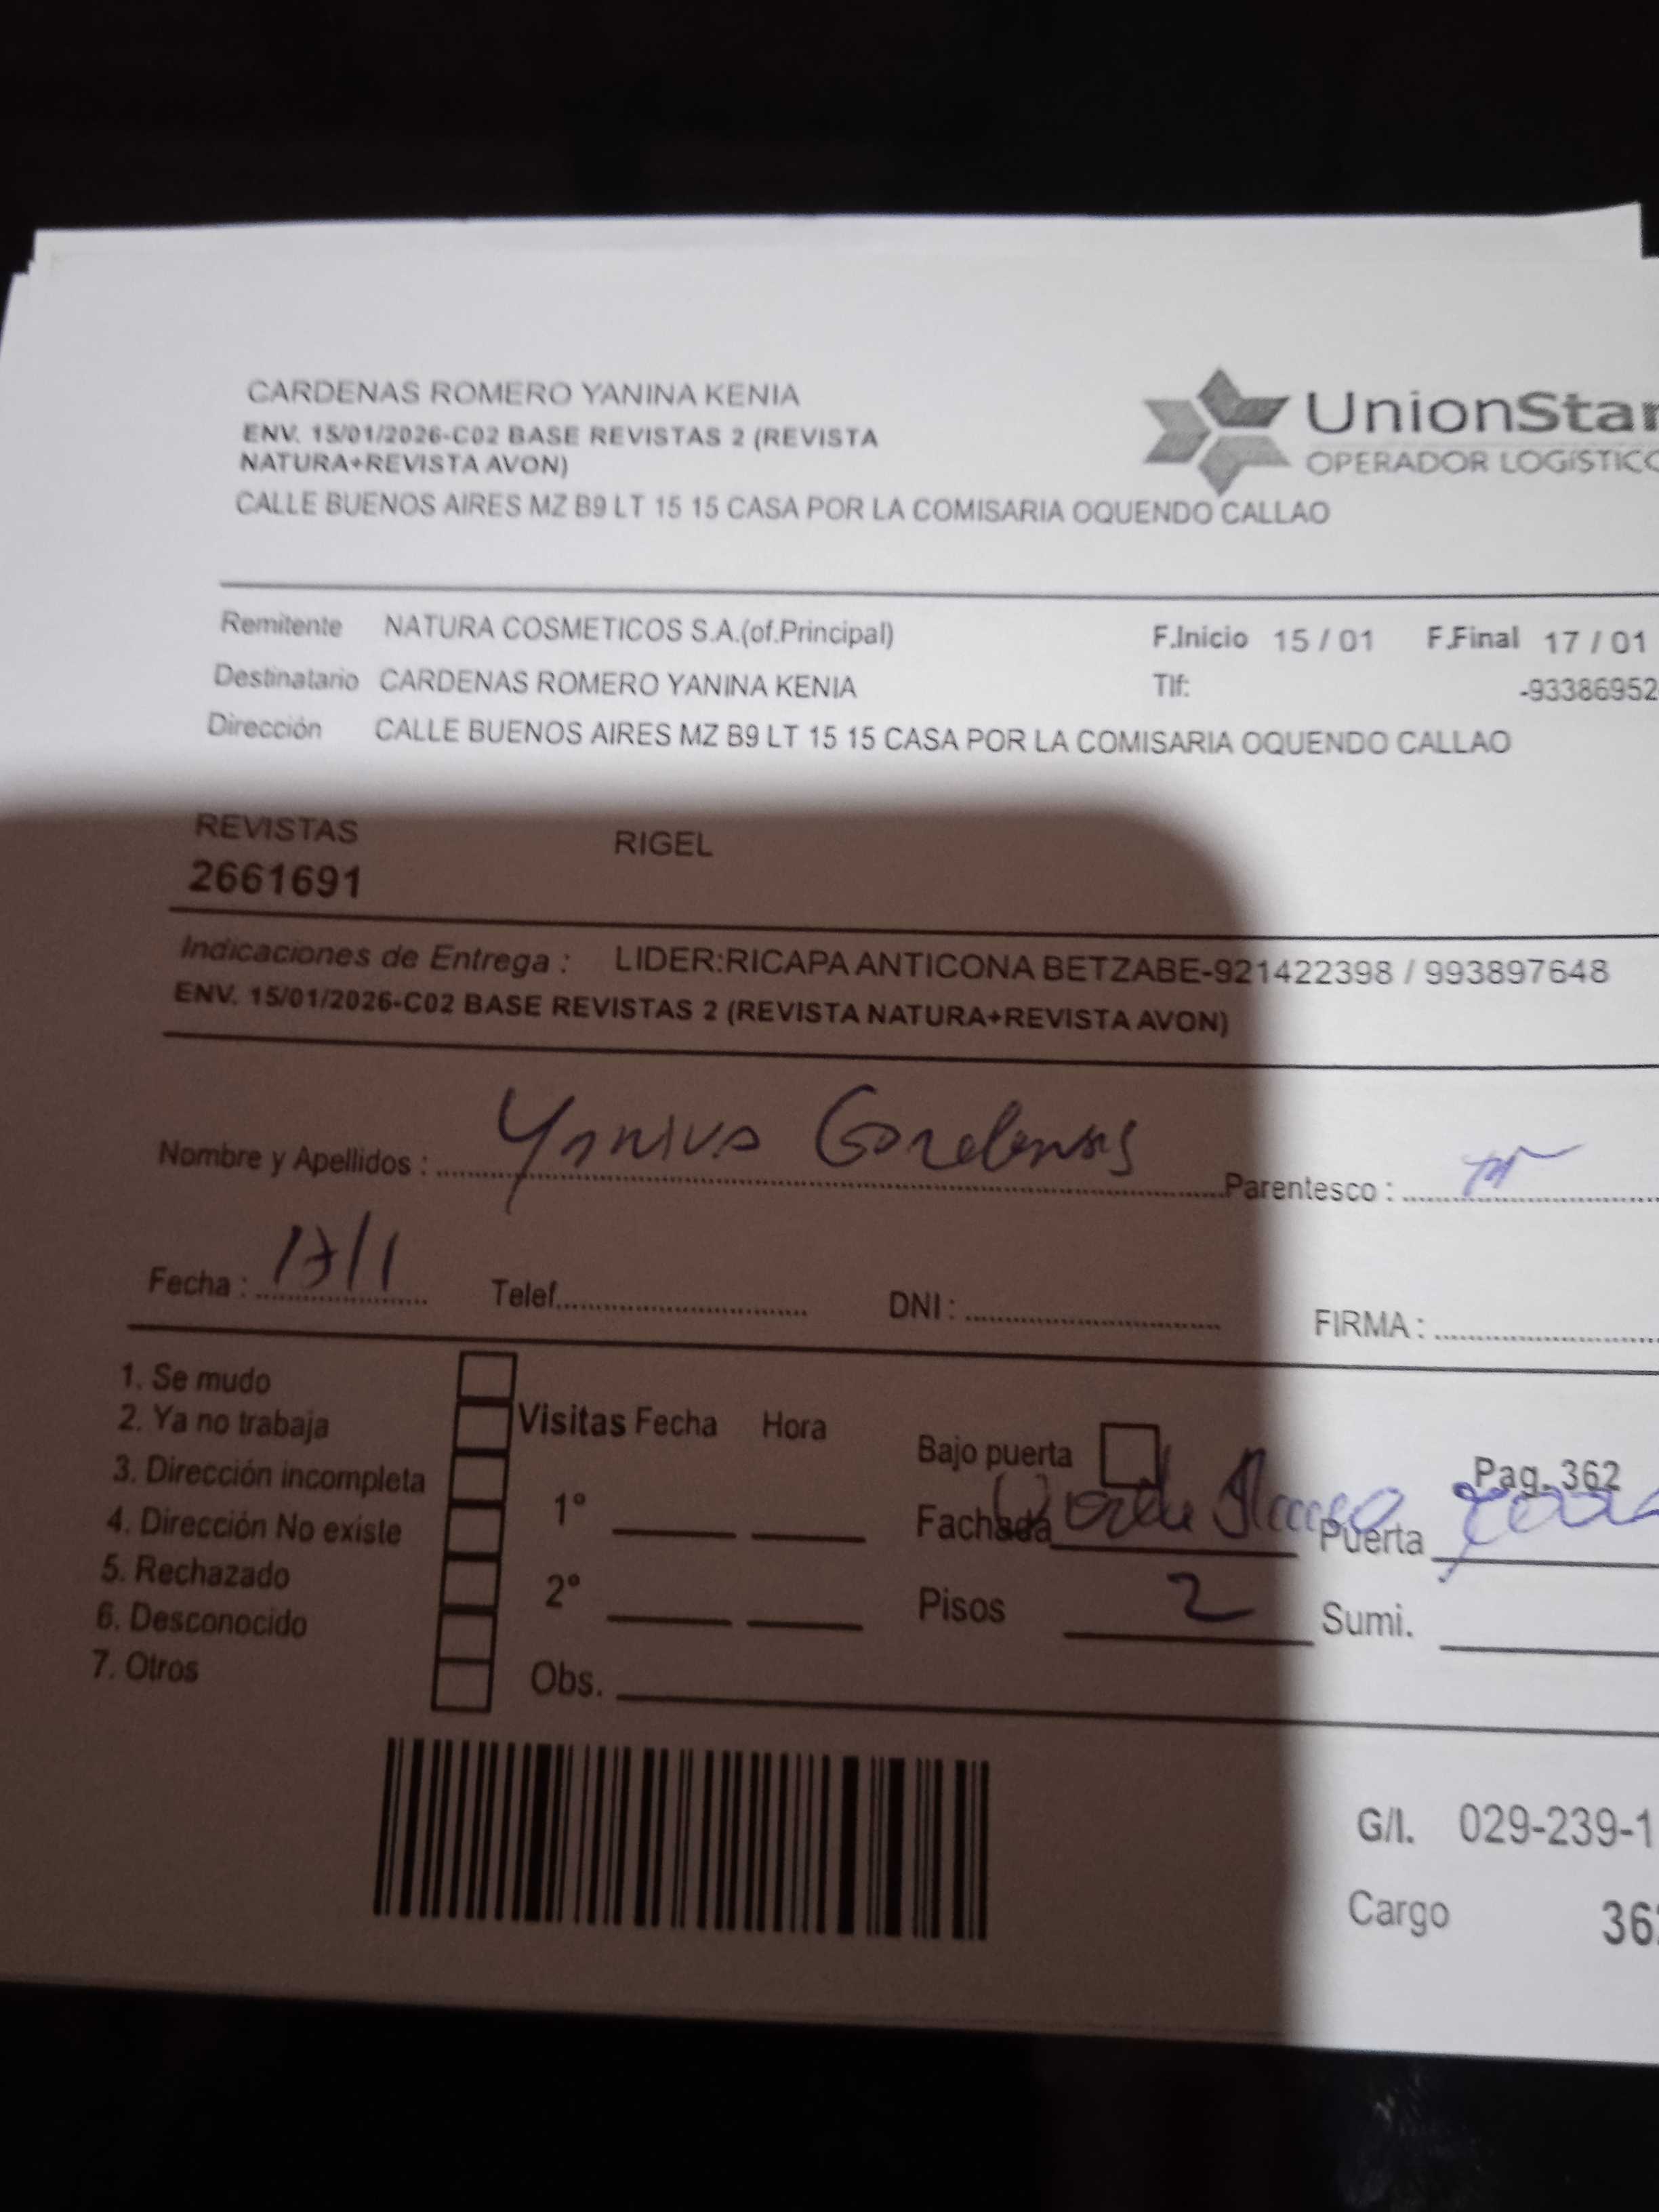 CARDENAS ROMERO YANINA KENIA
ENV. 15/01/2026-C02 BASE REVISTAS 2 (REVISTA
NATURA+REVISTA AVON)
CALLE BUENOS AIRES MZ B9 LT 15 15 CASA POR LA COMISARIA OQUENDO CALLAO
UnionStar
OPERADOR LOGÍSTICO
Remitente NATURA COSMETICOS S.A.(of.Principal) F.Inicio 15 / 01 F.Final 17 / 01
Destinatario CARDENAS ROMERO YANINA KENIA Tlf: -93386952
Dirección CALLE BUENOS AIRES MZ B9 LT 15 15 CASA POR LA COMISARIA OQUENDO CALLAO
REVISTAS RIGEL
2661691
Indicaciones de Entrega : LIDER:RICAPA ANTICONA BETZABE-921422398 / 993897648
ENV. 15/01/2026-C02 BASE REVISTAS 2 (REVISTA NATURA+REVISTA AVON)
Nombre y Apellidos : Parentesco :
Fecha : 17/1 Telef. DNI : FIRMA :
1. Se mudo
2. Ya no trabaja Visitas Fecha Hora Bajo puerta Pag. 362
3. Dirección incompleta
4. Dirección No existe 1° Fachada Puerta
5. Rechazado
6. Desconocido 2° Pisos 2 Sumi.
7. Otros Obs.
G/I. 029-239-1
Cargo 36